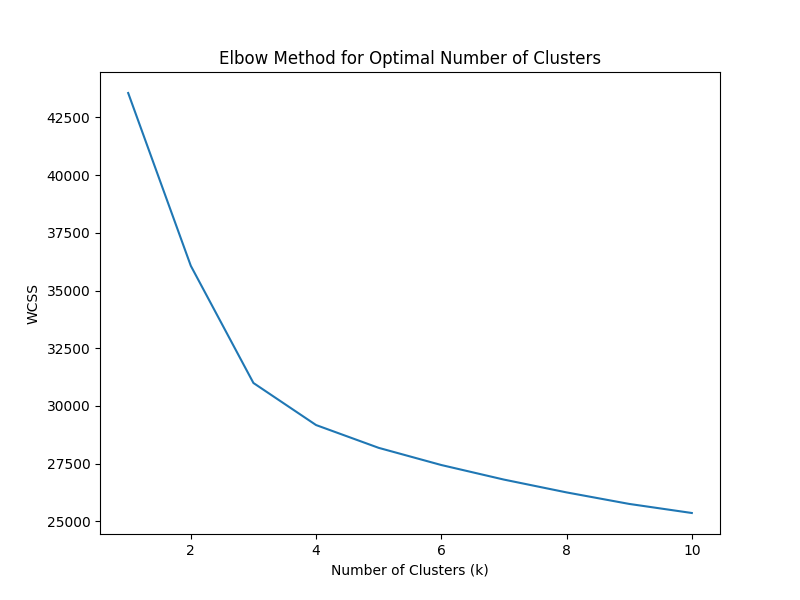 Elbow Method for Optimal Number of Clusters
42500
40000
37500
35000
32500
30000
27500
25000
WCSS
2 4 6 8 10
Number of Clusters (k)